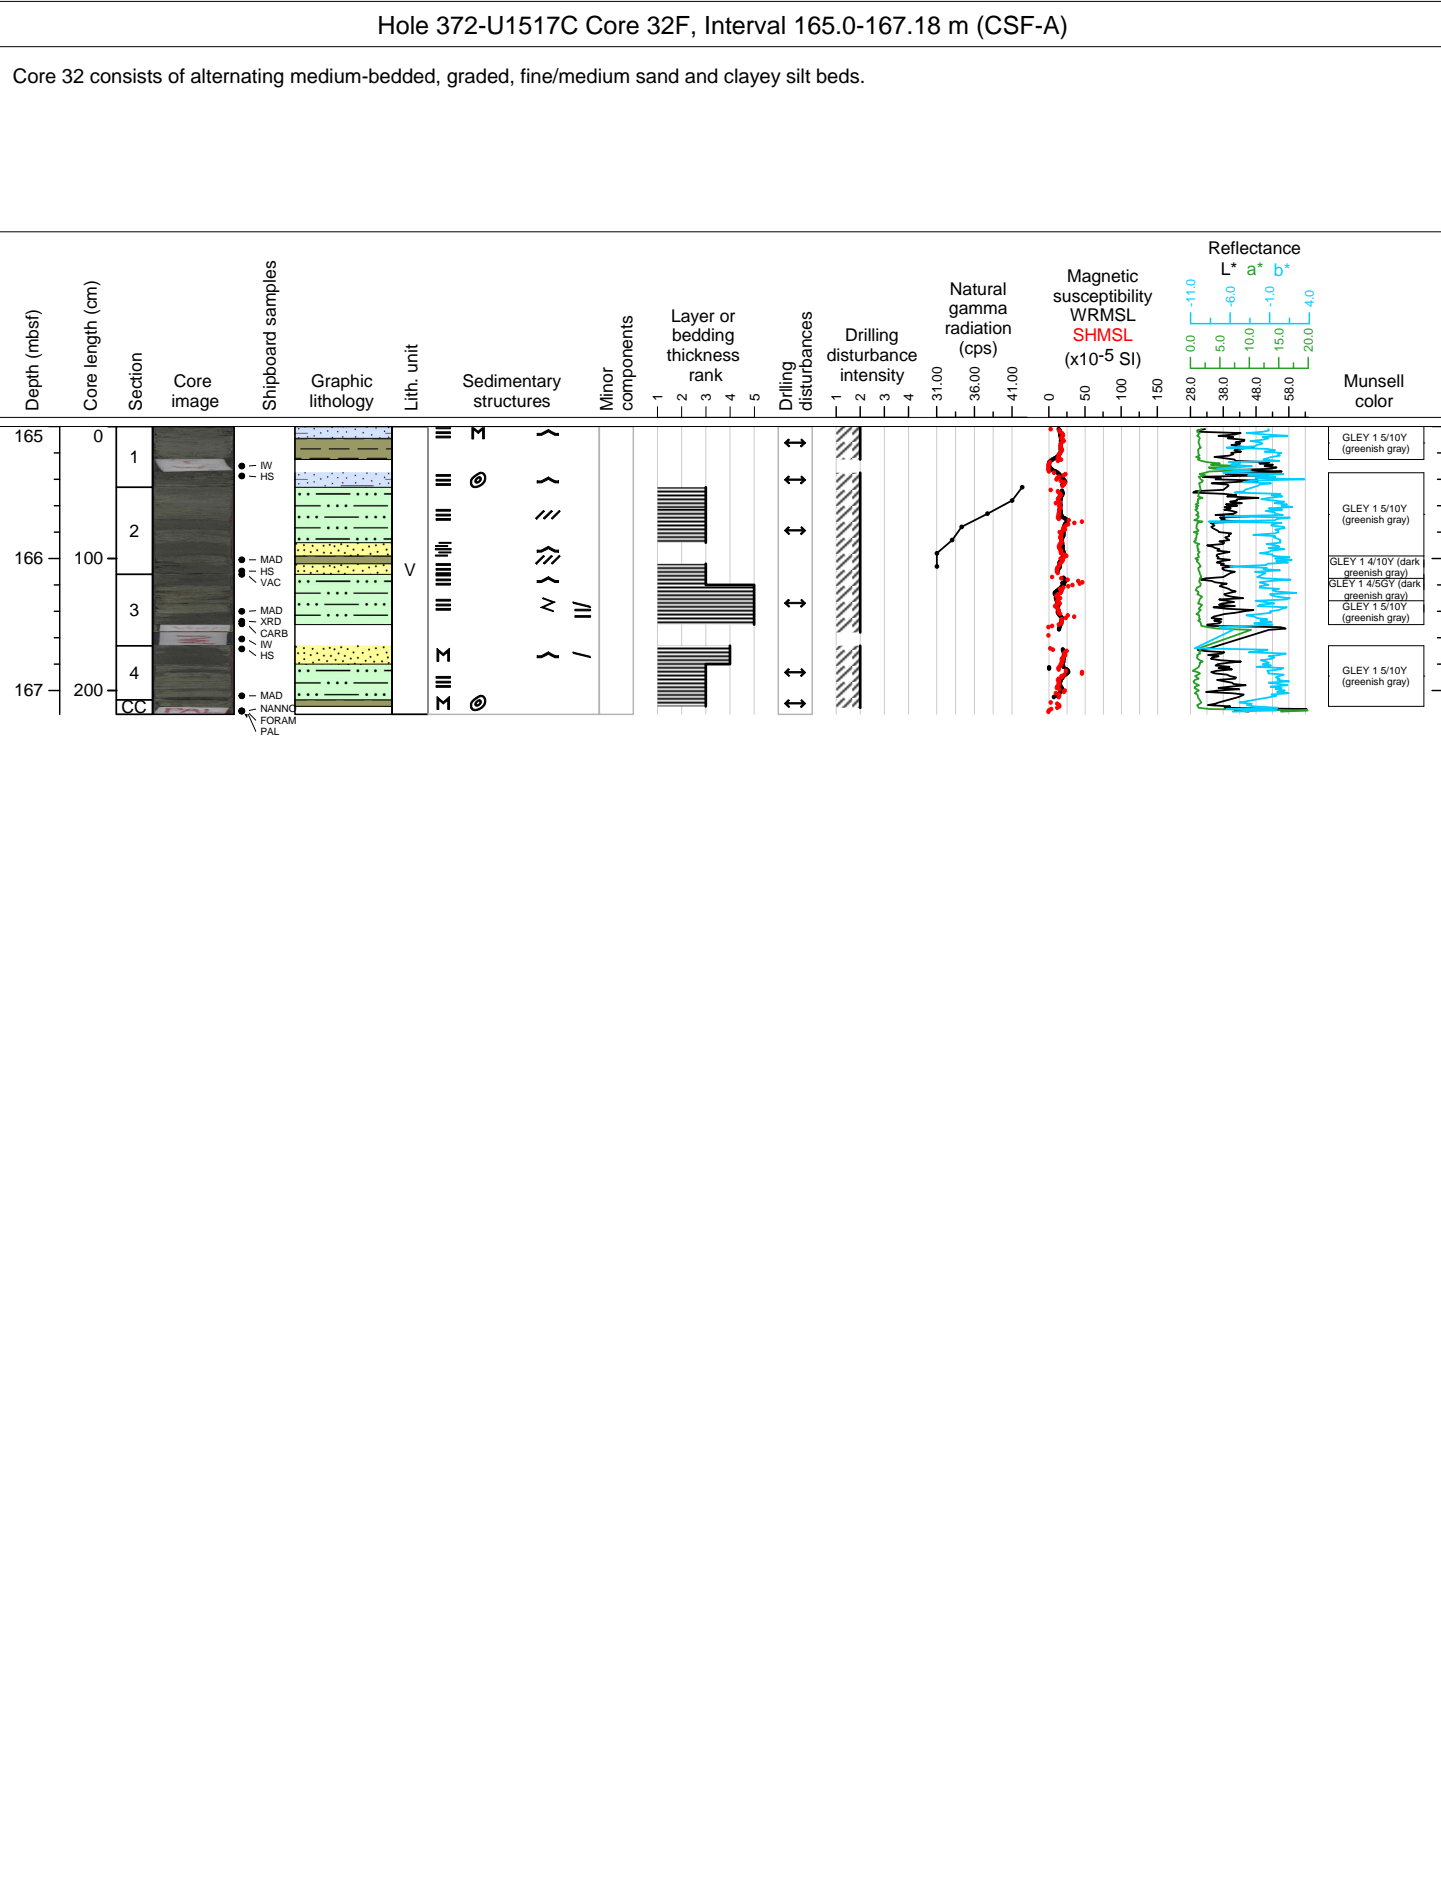 Hole 372-U1517C Core 32F, Interval 165.0-167.18 m (CSF-A)
Core 32 consists of alternating medium-bedded, graded, fine/medium sand and clayey silt beds.
Depth (mbsf)
Core length (cm)
Section
Core
image
Shipboard samples
Graphic
lithology
Lith. unit
Sedimentary
structures
Minor
components
Layer or
bedding
thickness
rank
1 2 3 4 5
Drlling
disturbances
Drilling
disturbance
intensity
1 2 3 4
Natural
gamma
radiation
(cps)
31.00 36.00 41.00
Magnetic
susceptibility
WRMSL
SHMSL
(x10-5 SI)
0 50 100 150
Reflectance
L* a* b*
-11.0 -6.0 -1.0 4.0
0.0 5.0 10.0 15.0 20.0
28.0 38.0 48.0 58.0
Munsell
color
165
166
167
0
100
200
1
2
3
4
CC
IW
HS
MAD
HS
VAC
MAD
XRD
CARB
IW
HS
MAD
NANNO
FORAM
PAL
V
GLEY 1 5/10Y
(greenish gray)
GLEY 1 5/10Y
(greenish gray)
GLEY 1 4/10Y (dark
greenish gray)
GLEY 1 4/5GY (dark
greenish gray)
GLEY 1 5/10Y
(greenish gray)
GLEY 1 5/10Y
(greenish gray)